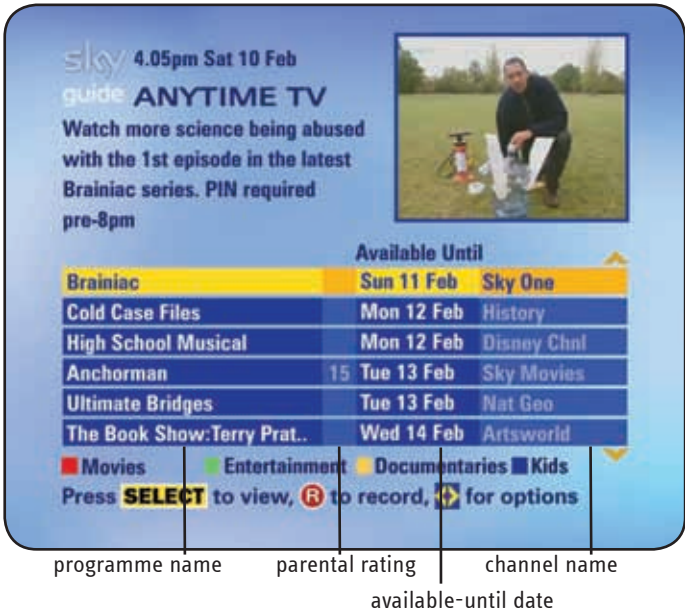 sky 4.05pm Sat 10 Feb
guide ANYTIME TV
Watch more science being abused
with the 1st episode in the latest
Brainiac series. PIN required
pre-8pm
Available Until
Brainiac Sun 11 Feb Sky One
Cold Case Files Mon 12 Feb History
High School Musical Mon 12 Feb Disney Chnl
Anchorman 15 Tue 13 Feb Sky Movies
Ultimate Bridges Tue 13 Feb Nat Geo
The Book Show:Terry Prat.. Wed 14 Feb Artsworld
Movies Entertainment Documentaries Kids
Press SELECT to view, R to record, for options
programme name parental rating channel name
available-until date